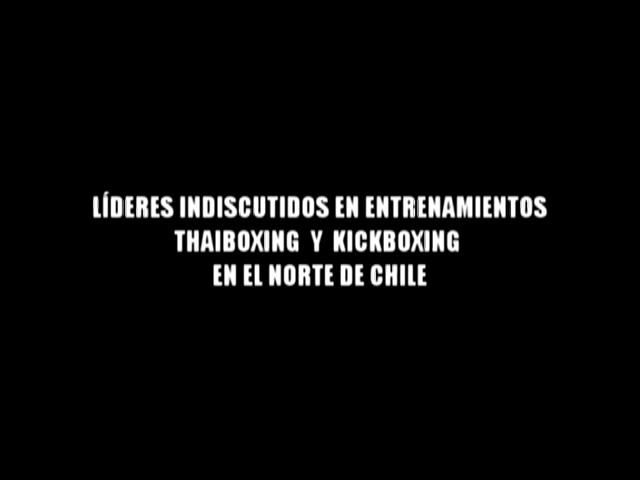 LÍDERES INDISCUTIDOS EN ENTRENAMIENTOS
THAIBOXING Y KICKBOXING
EN EL NORTE DE CHILE